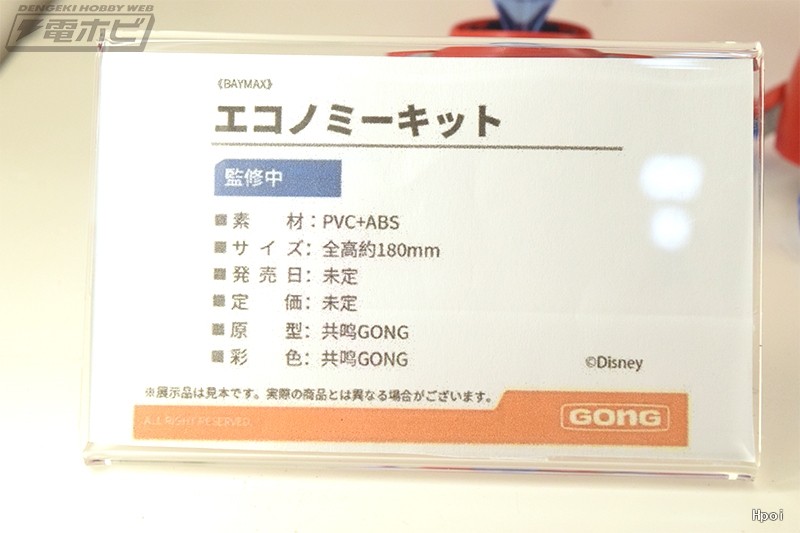 DENGEKI HOBBY WEB
電ホビ
《BAYMAX》
エコノミーキット
監修中
■素　材：PVC+ABS
■サイズ：全高約180mm
■発売日：未定
■定　価：未定
■原　型：共鸣GONG
■彩　色：共鸣GONG
©Disney
※展示品は見本です。実際の商品とは異なる場合がございます。
ALL RIGHT RESERVED.
GONG
Hpoi